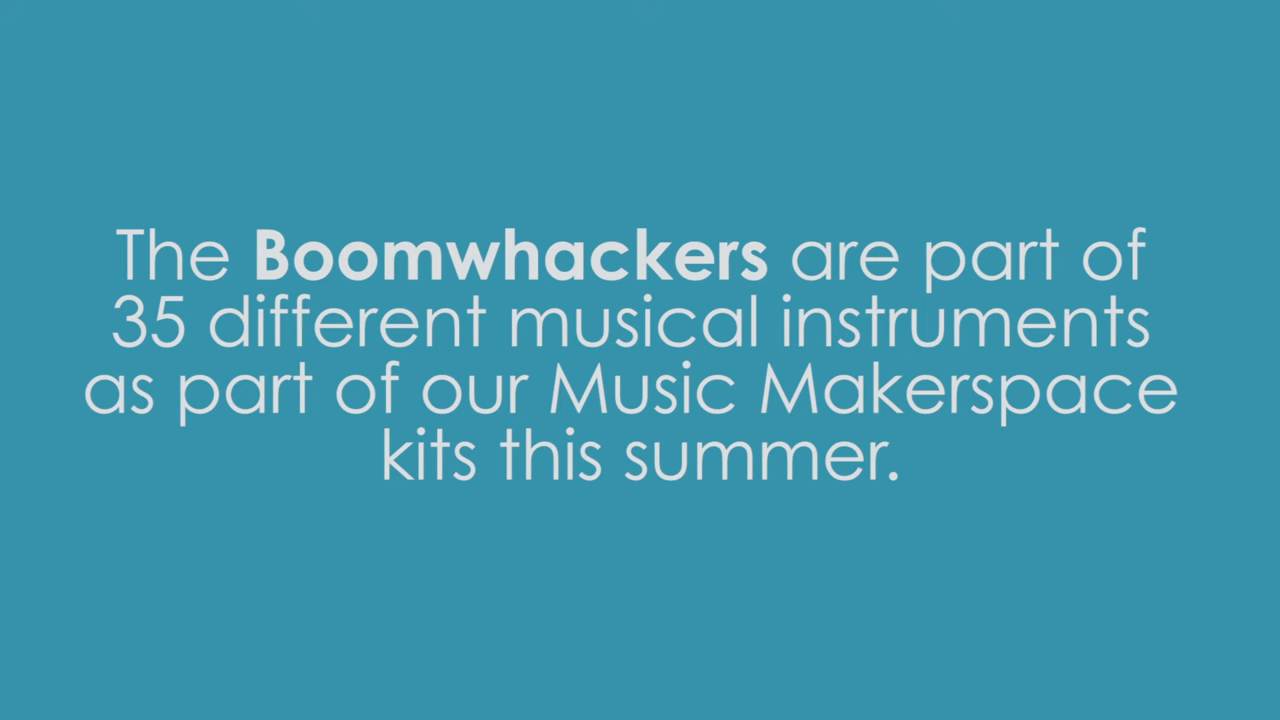 The Boomwhackers are part of
35 different musical instruments
as part of our Music Makerspace
kits this summer.